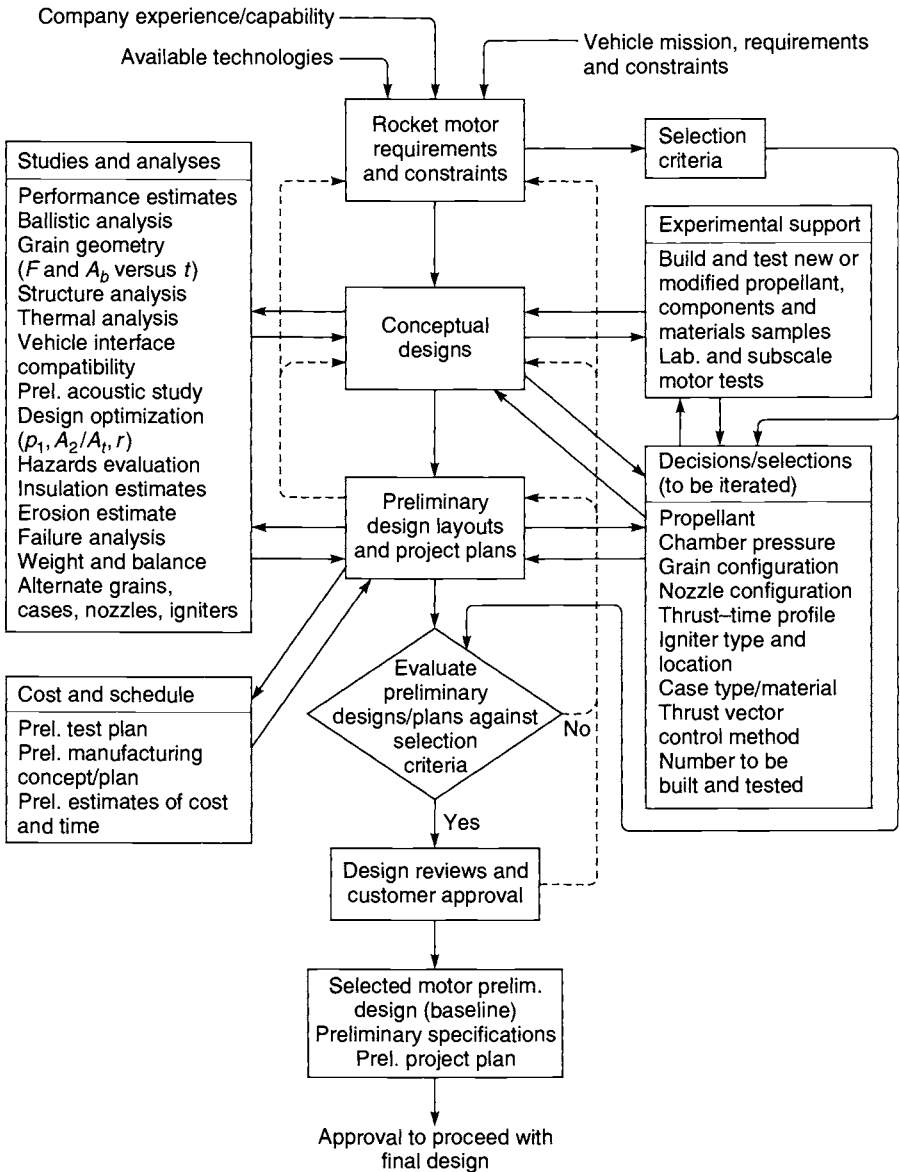 Company experience/capability
Available technologies
Vehicle mission, requirements
and constraints
Rocket motor
requirements
and constraints
Selection
criteria
Studies and analyses
Performance estimates
Ballistic analysis
Grain geometry
(F and A_b versus t)
Structure analysis
Thermal analysis
Vehicle interface
compatibility
Prel. acoustic study
Design optimization
(p₁, A₂/A_t, r)
Hazards evaluation
Insulation estimates
Erosion estimate
Failure analysis
Weight and balance
Alternate grains,
cases, nozzles, igniters
Experimental support
Build and test new or
modified propellant,
components and
materials samples
Lab. and subscale
motor tests
Conceptual
designs
Decisions/selections
(to be iterated)
Propellant
Chamber pressure
Grain configuration
Nozzle configuration
Thrust–time profile
Igniter type and
location
Case type/material
Thrust vector
control method
Number to be
built and tested
Preliminary
design layouts
and project plans
Cost and schedule
Prel. test plan
Prel. manufacturing
concept/plan
Prel. estimates of cost
and time
Evaluate
preliminary
designs/plans against
selection
criteria
No
Yes
Design reviews and
customer approval
Selected motor prelim.
design (baseline)
Preliminary specifications
Prel. project plan
Approval to proceed with
final design